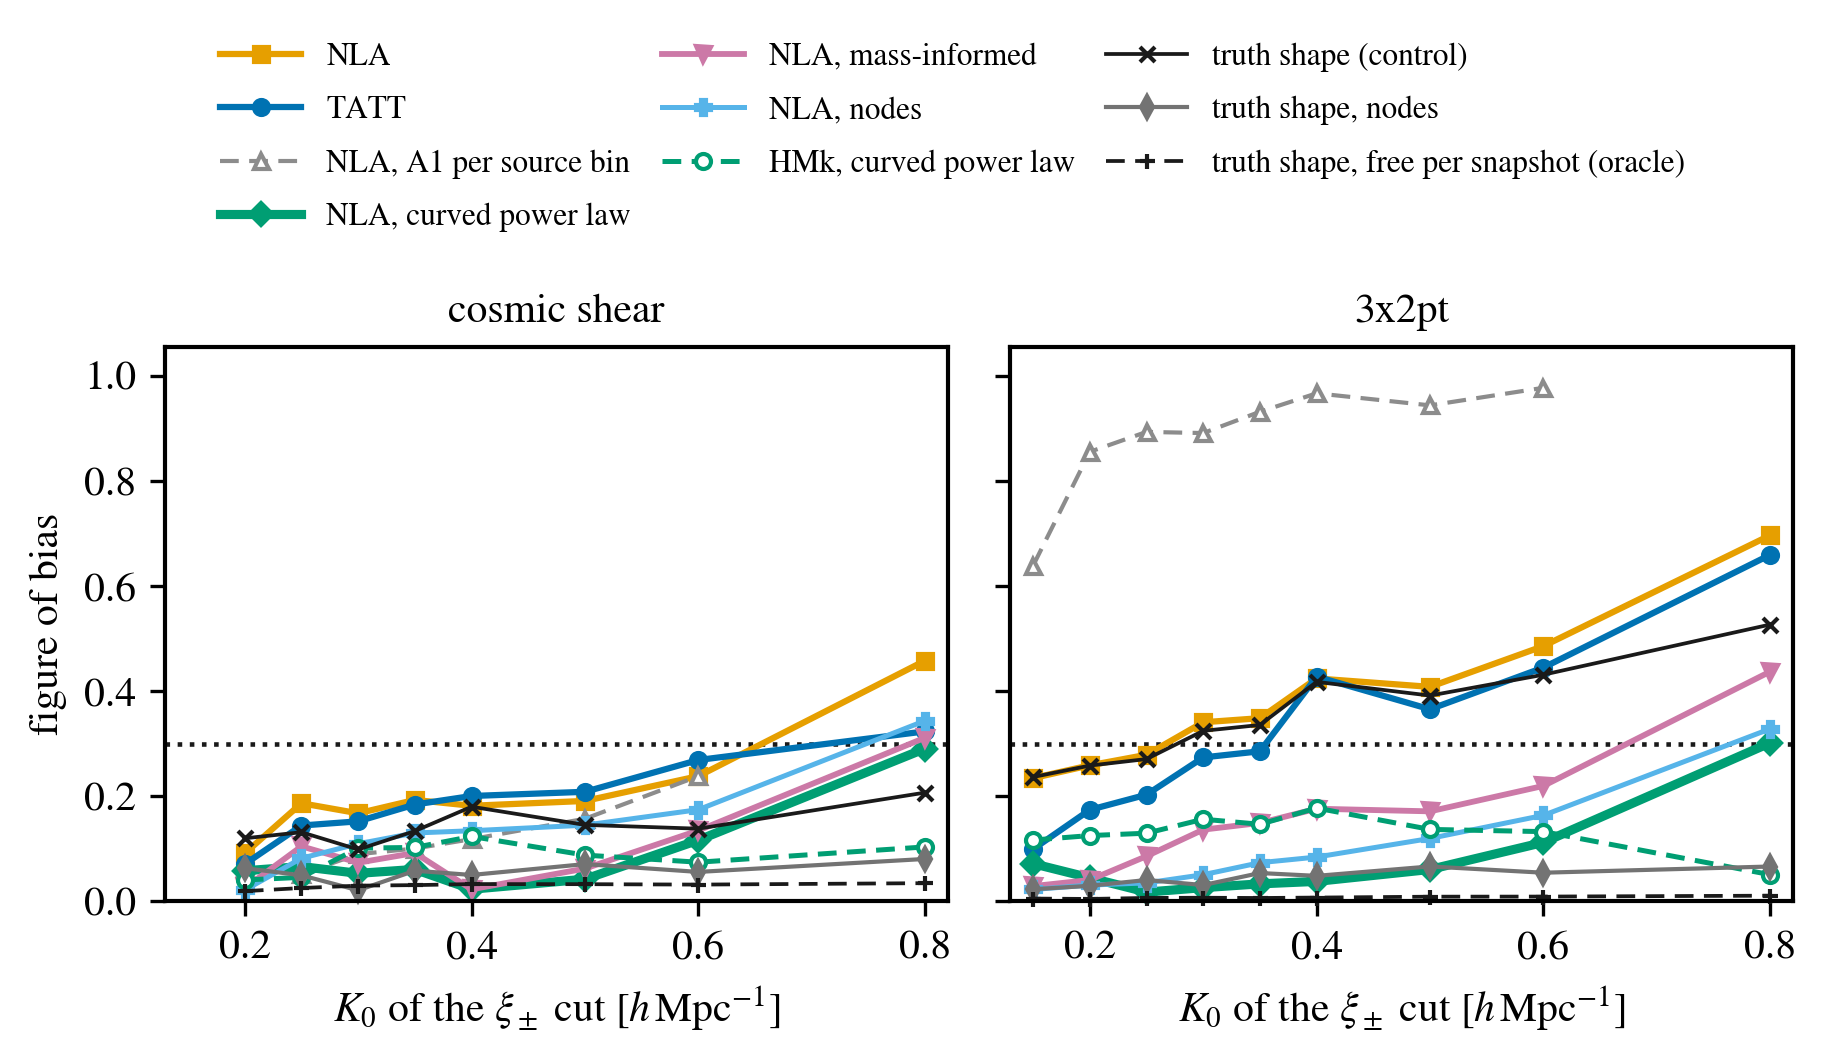 NLA
TATT
NLA, A1 per source bin
NLA, curved power law
NLA, mass-informed
NLA, nodes
HMk, curved power law
truth shape (control)
truth shape, nodes
truth shape, free per snapshot (oracle)
cosmic shear
3x2pt
figure of bias
1.0
0.8
0.6
0.4
0.2
0.0
0.2 0.4 0.6 0.8
0.2 0.4 0.6 0.8
K₀ of the ξ± cut [h Mpc⁻¹]
K₀ of the ξ± cut [h Mpc⁻¹]